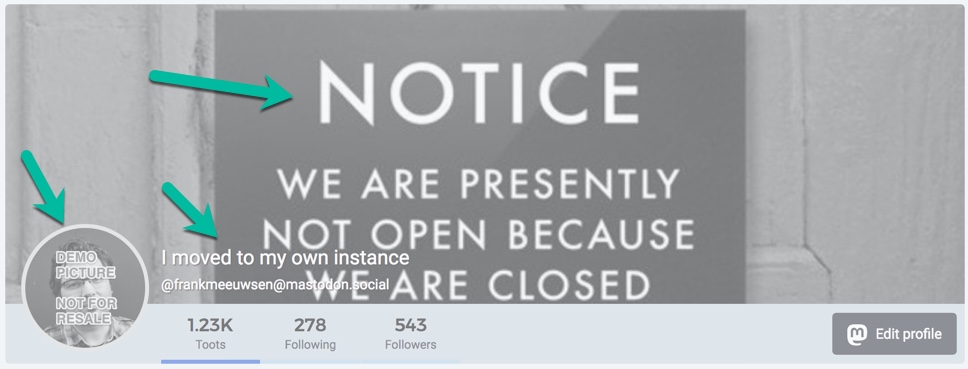 NOTICE
WE ARE PRESENTLY
NOT OPEN BECAUSE
WE ARE CLOSED
DEMO
PICTURE
NOT FOR
RESALE
I moved to my own instance
@frankmeeuwsen@mastodon.social
1.23K
Toots
278
Following
543
Followers
Edit profile